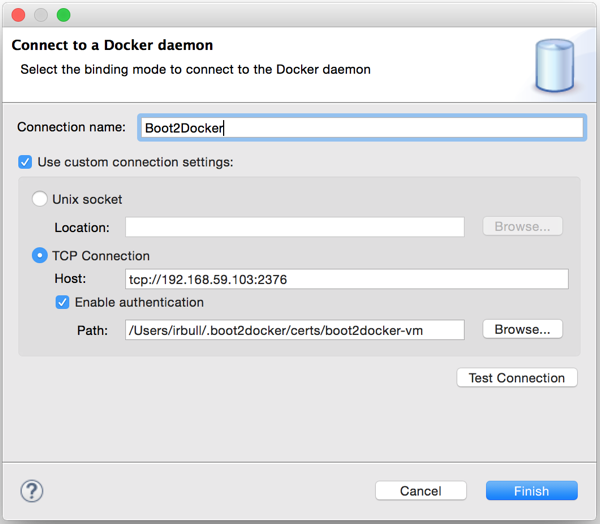 Connect to a Docker daemon
Select the binding mode to connect to the Docker daemon
Connection name: Boot2Docker
Use custom connection settings:
Unix socket
Location: Browse...
TCP Connection
Host: tcp://192.168.59.103:2376
Enable authentication
Path: /Users/irbull/.boot2docker/certs/boot2docker-vm Browse...
Test Connection
? Cancel Finish